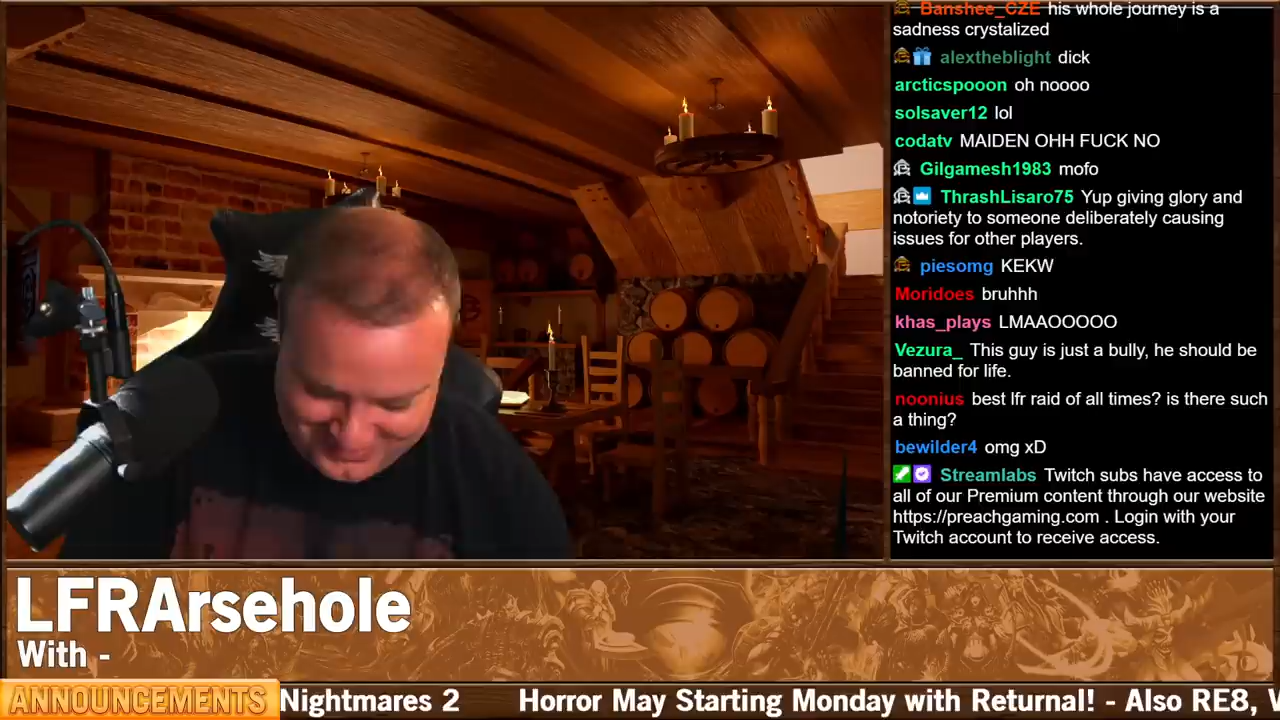 Banshee_CZE his whole journey is a
sadness crystalized
alextheblight dick
arcticspooon oh noooo
solsaver12 lol
codatv MAIDEN OHH FUCK NO
Gilgamesh1983 mofo
ThrashLisaro75 Yup giving glory and
notoriety to someone deliberately causing
issues for other players.
piesomg KEKW
Moridoes bruhhh
khas_plays LMAAOOOOO
Vezura_ This guy is just a bully, he should be
banned for life.
noonius best lfr raid of all times? is there such
a thing?
bewilder4 omg xD
Streamlabs Twitch subs have access to
all of our Premium content through our website
https://preachgaming.com . Login with your
Twitch account to receive access.
LFRArsehole
With -
ANNOUNCEMENTS Nightmares 2 Horror May Starting Monday with Returnal! - Also RE8, V